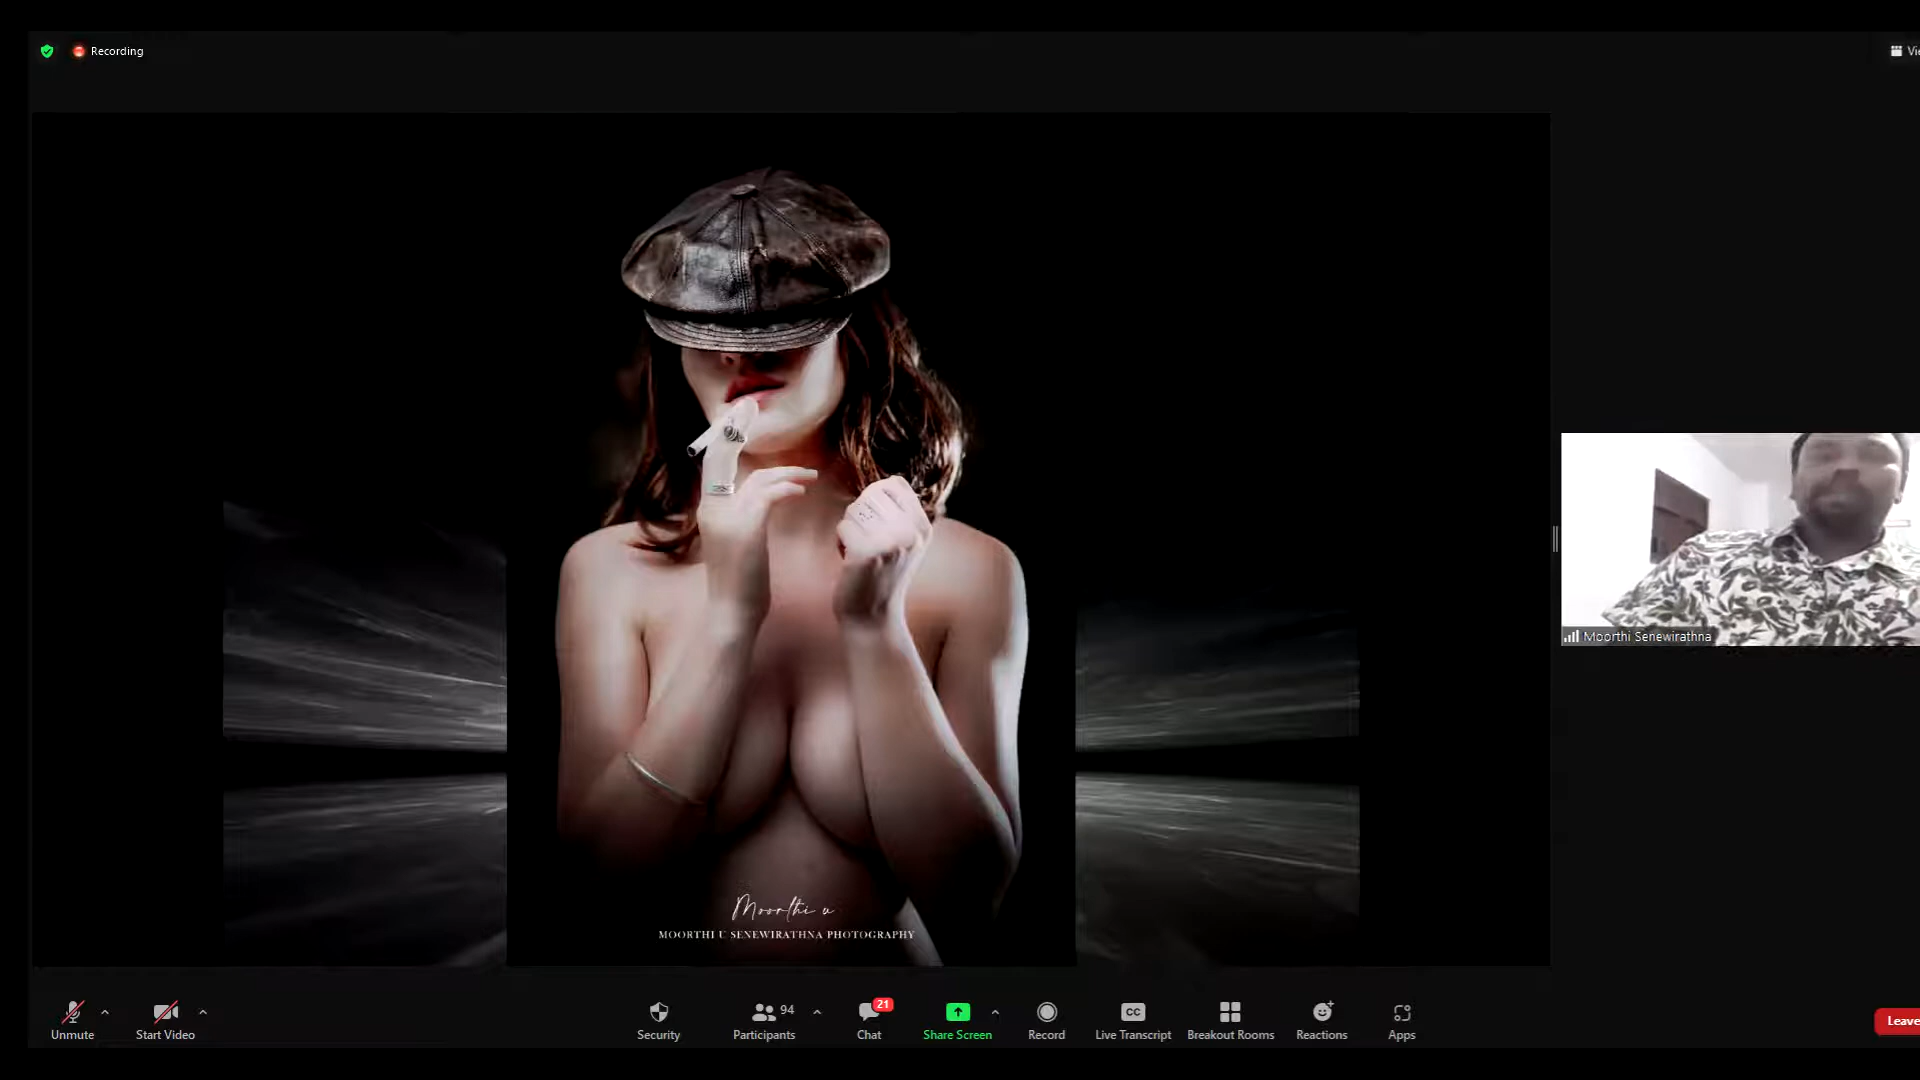 Recording
Vie
Moorthi Senewirathna
Moorthi u
MOORTHI U SENEWIRATHNA PHOTOGRAPHY
Unmute
Start Video
Security
94
Participants
21
Chat
Share Screen
Record
CC
Live Transcript
Breakout Rooms
Reactions
Apps
Leave